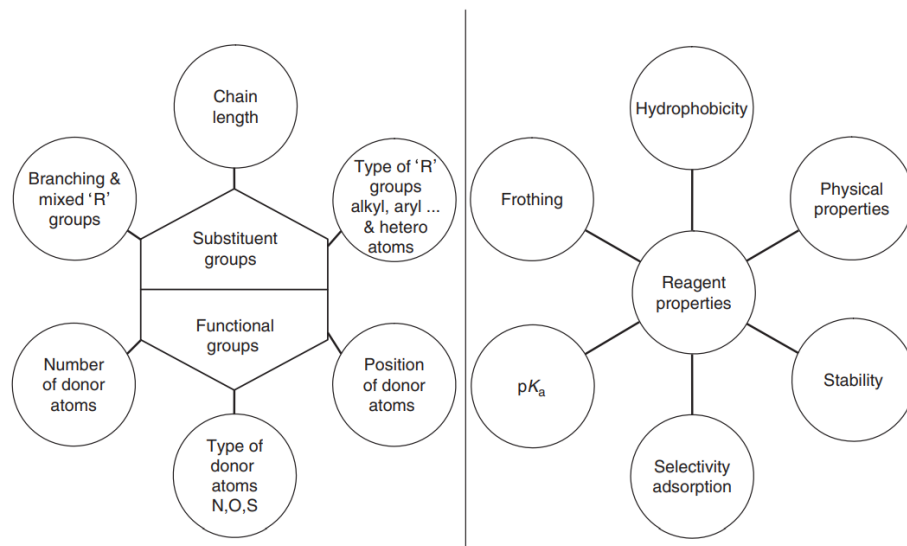 Chain
length
Branching &
mixed ‘R’
groups
Type of ‘R’
groups
alkyl, aryl ...
& hetero
atoms
Substituent
groups
Functional
groups
Number
of donor
atoms
Position
of donor
atoms
Type of
donor
atoms
N,O,S
Hydrophobicity
Frothing
Physical
properties
Reagent
properties
pKa
Stability
Selectivity
adsorption